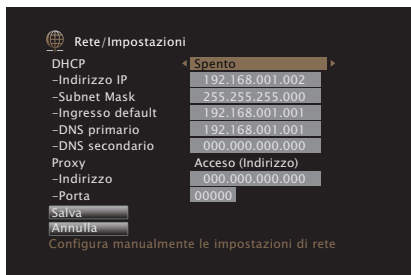 Rete/Impostazioni
DHCP Spento
–Indirizzo IP 192.168.001.002
–Subnet Mask 255.255.255.000
–Ingresso default 192.168.001.001
–DNS primario 192.168.001.001
–DNS secondario 000.000.000.000
Proxy Acceso (Indirizzo)
–Indirizzo 000.000.000.000
–Porta 00000
Salva
Annulla
Configura manualmente le impostazioni di rete